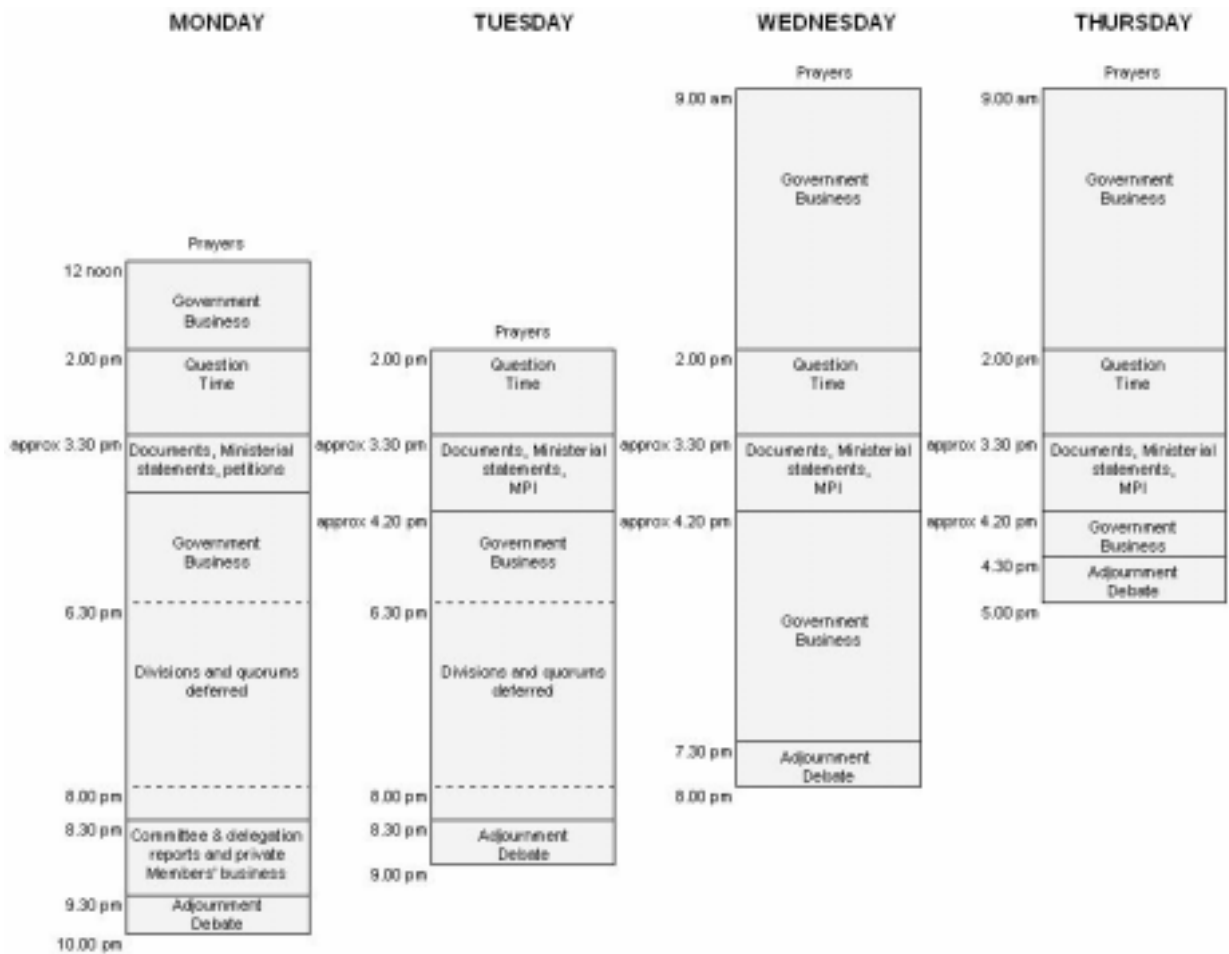 MONDAY
Prayers
12 noon
Government
Business
2.00 pm
Question
Time
approx 3.30 pm
Documents, Ministerial
statements, petitions
Government
Business
6.30 pm
Divisions and quorums
deferred
8.00 pm
8.30 pm
Committee & delegation
reports and private
Members' business
9.30 pm
Adjournment
Debate
10.00 pm
TUESDAY
Prayers
2.00 pm
Question
Time
approx 3.30 pm
Documents, Ministerial
statements,
MPI
approx 4.20 pm
Government
Business
6.30 pm
Divisions and quorums
deferred
8.00 pm
8.30 pm
Adjournment
Debate
9.00 pm
WEDNESDAY
Prayers
9.00 am
Government
Business
2.00 pm
Question
Time
approx 3.30 pm
Documents, Ministerial
statements,
MPI
approx 4.20 pm
Government
Business
7.30 pm
Adjournment
Debate
8.00 pm
THURSDAY
Prayers
9.00 am
Government
Business
2.00 pm
Question
Time
approx 3.30 pm
Documents, Ministerial
statements,
MPI
approx 4.20 pm
Government
Business
4.30 pm
Adjournment
Debate
5.00 pm